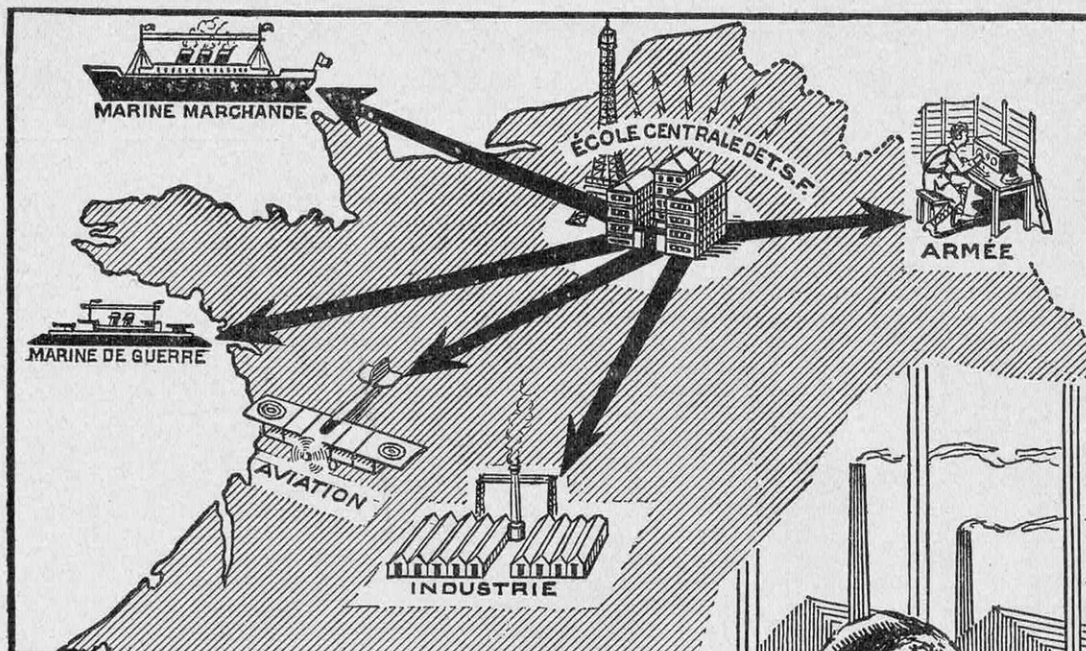 MARINE MARCHANDE
ÉCOLE CENTRALE DE T.S.F
ARMÉE
MARINE DE GUERRE
AVIATION
INDUSTRIE